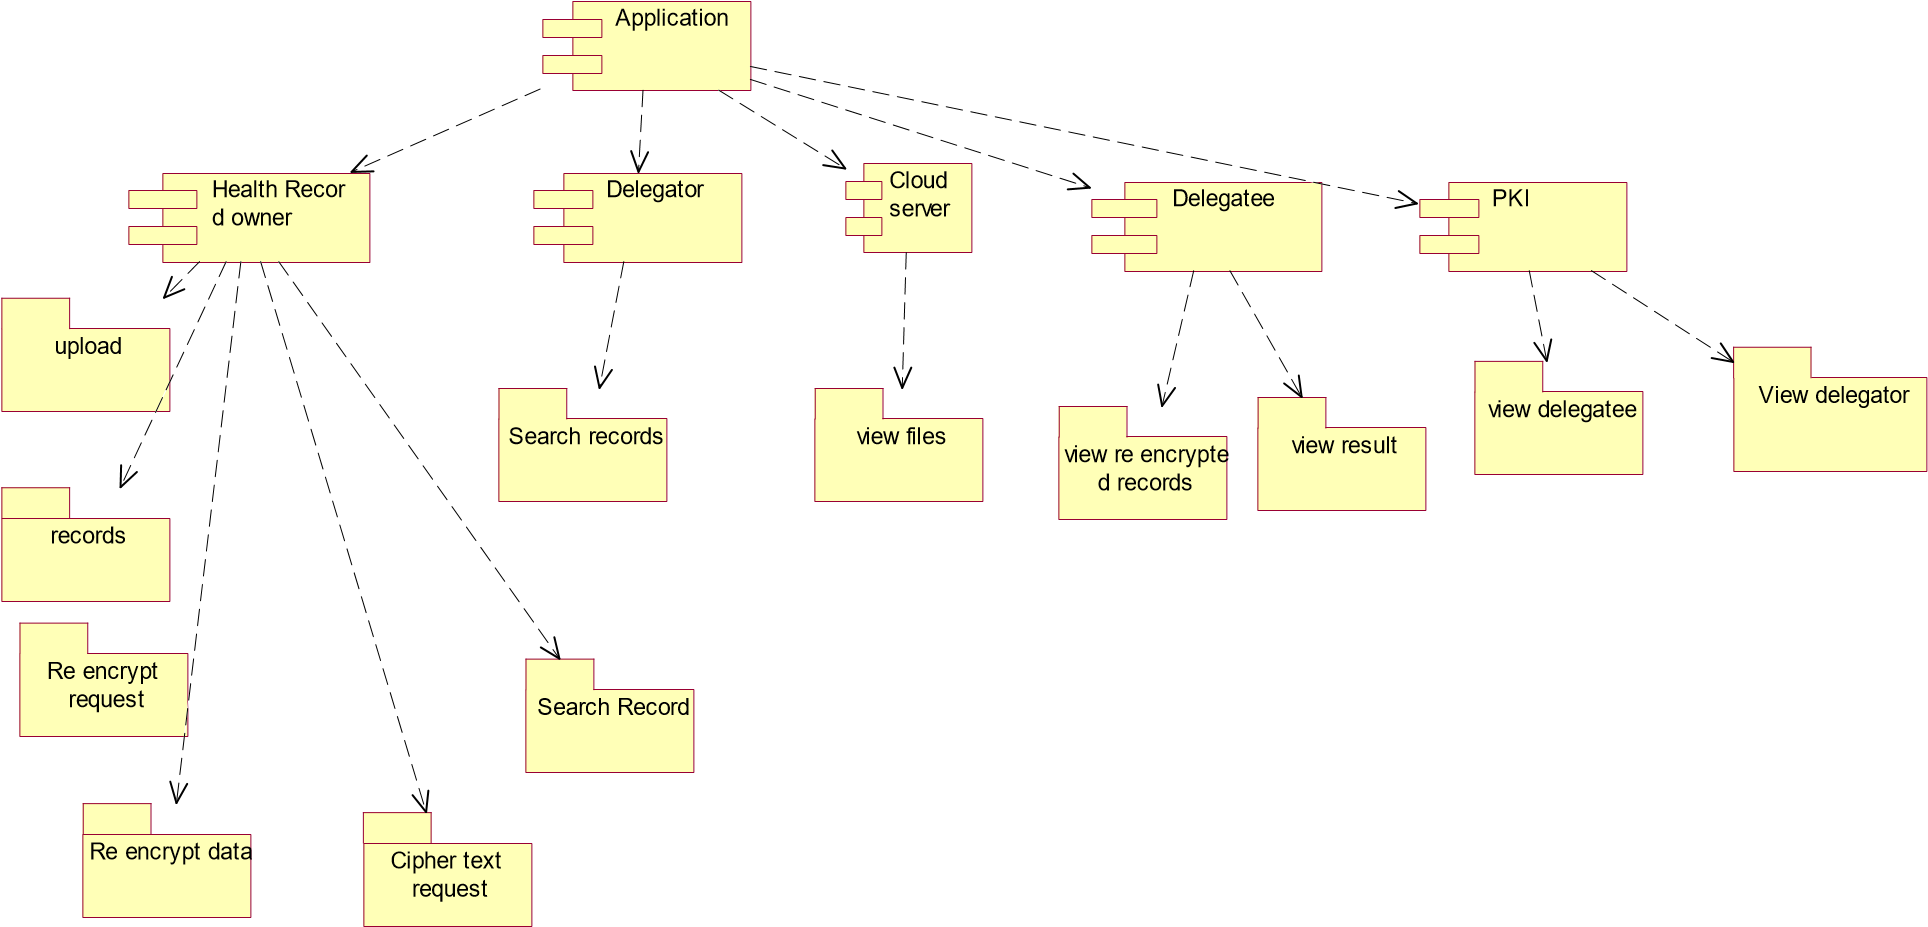 Application
Health Recor
d owner
Delegator
Cloud
server
Delegatee
PKI
upload
Search records
view files
view re encrypte
d records
view result
view delegatee
View delegator
records
Re encrypt
request
Search Record
Re encrypt data
Cipher text
request